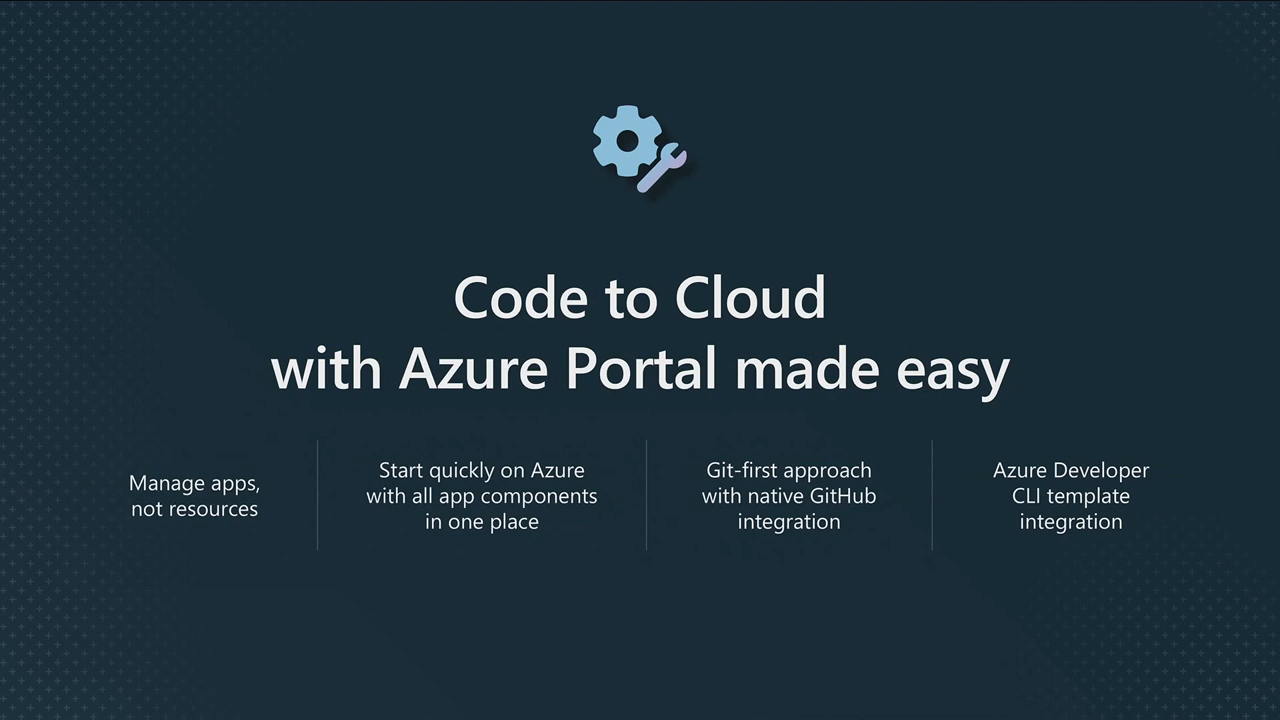 Code to Cloud
with Azure Portal made easy
Manage apps,
not resources
Start quickly on Azure
with all app components
in one place
Git-first approach
with native GitHub
integration
Azure Developer
CLI template
integration